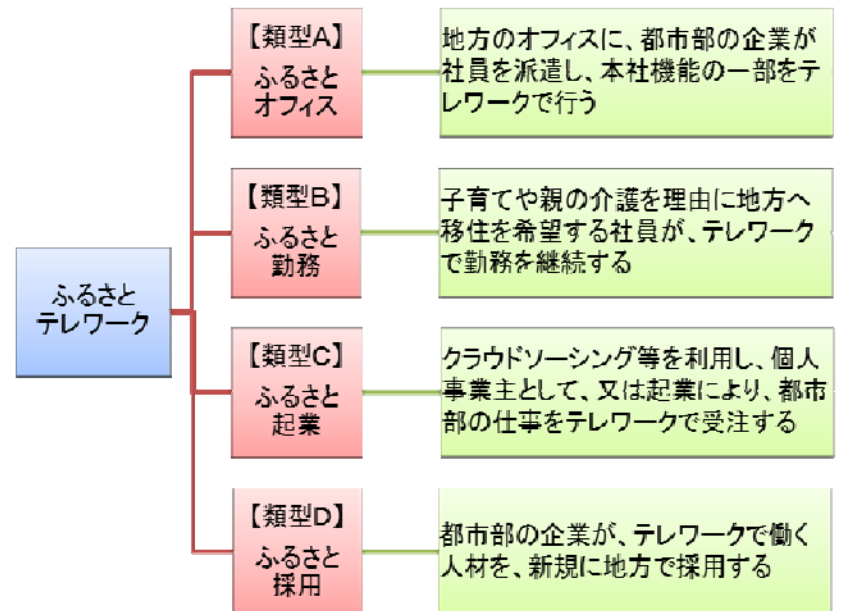 ふるさと
テレワーク
【類型A】
ふるさと
オフィス
地方のオフィスに、都市部の企業が
社員を派遣し、本社機能の一部をテ
レワークで行う
【類型B】
ふるさと
勤務
子育てや親の介護を理由に地方へ
移住を希望する社員が、テレワーク
で勤務を継続する
【類型C】
ふるさと
起業
クラウドソーシング等を利用し、個人
事業主として、又は起業により、都市
部の仕事をテレワークで受注する
【類型D】
ふるさと
採用
都市部の企業が、テレワークで働く
人材を、新規に地方で採用する